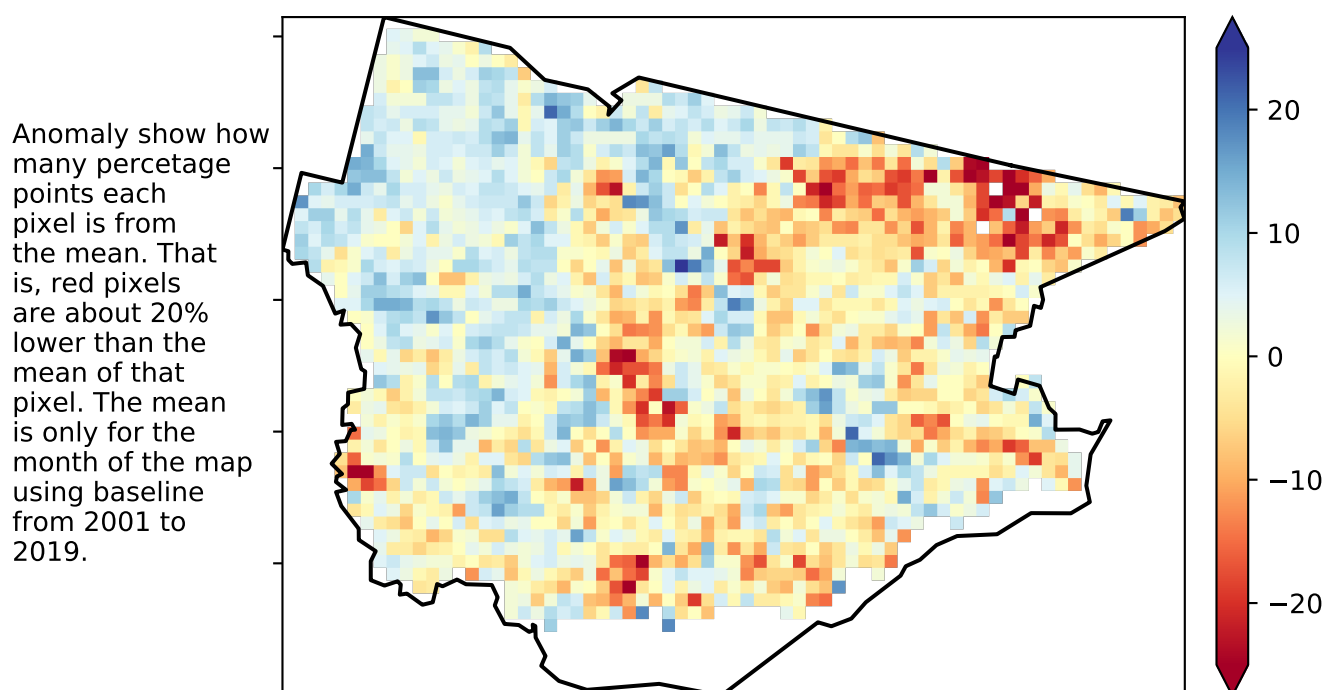 Anomaly show how
many percetage
points each
pixel is from
the mean. That
is, red pixels
are about 20%
lower than the
mean of that
pixel. The mean
is only for the
month of the map
using baseline
from 2001 to
2019.
20
10
0
−10
−20